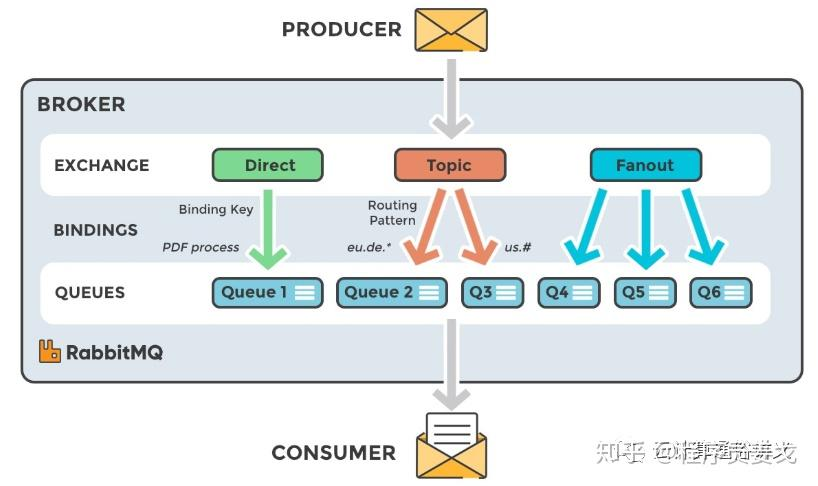 PRODUCER
BROKER
EXCHANGE
Direct
Topic
Fanout
Binding Key
Routing
Pattern
BINDINGS
PDF process
eu.de.*
us.#
QUEUES
Queue 1
Queue 2
Q3
Q4
Q5
Q6
RabbitMQ
CONSUMER
知乎